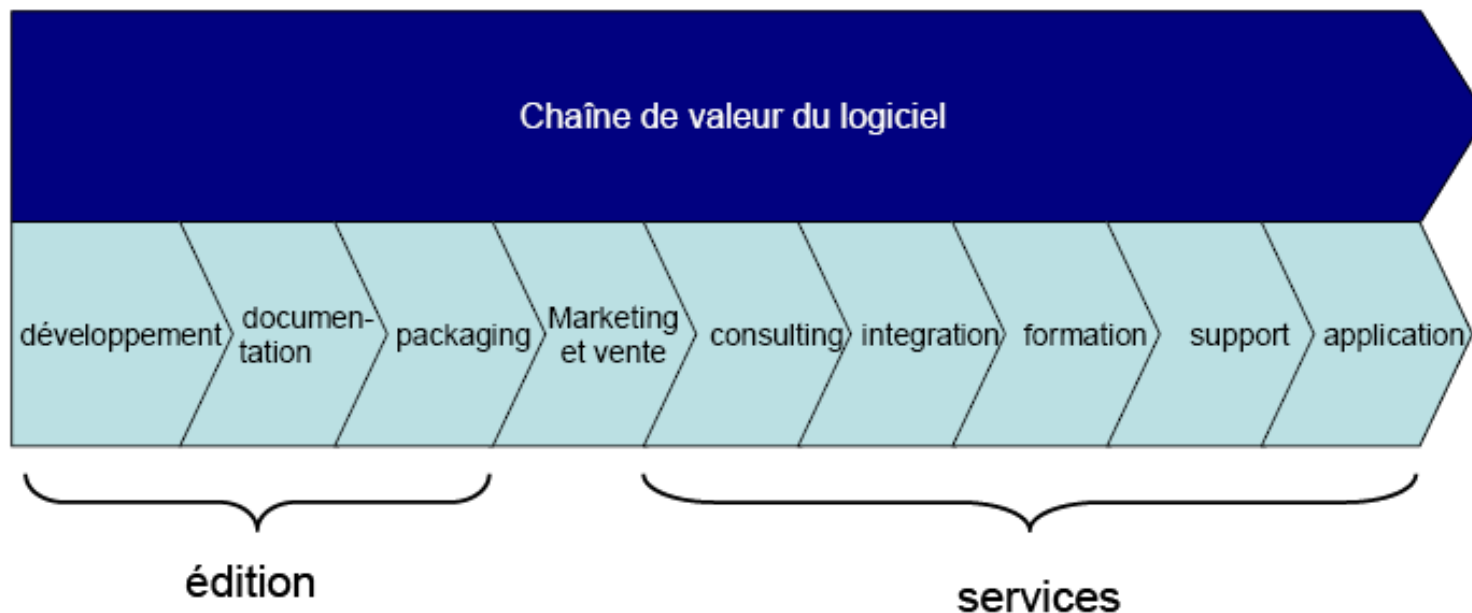 Chaîne de valeur du logiciel
développement
documen-
tation
packaging
Marketing
et vente
consulting
integration
formation
support
application
édition
services